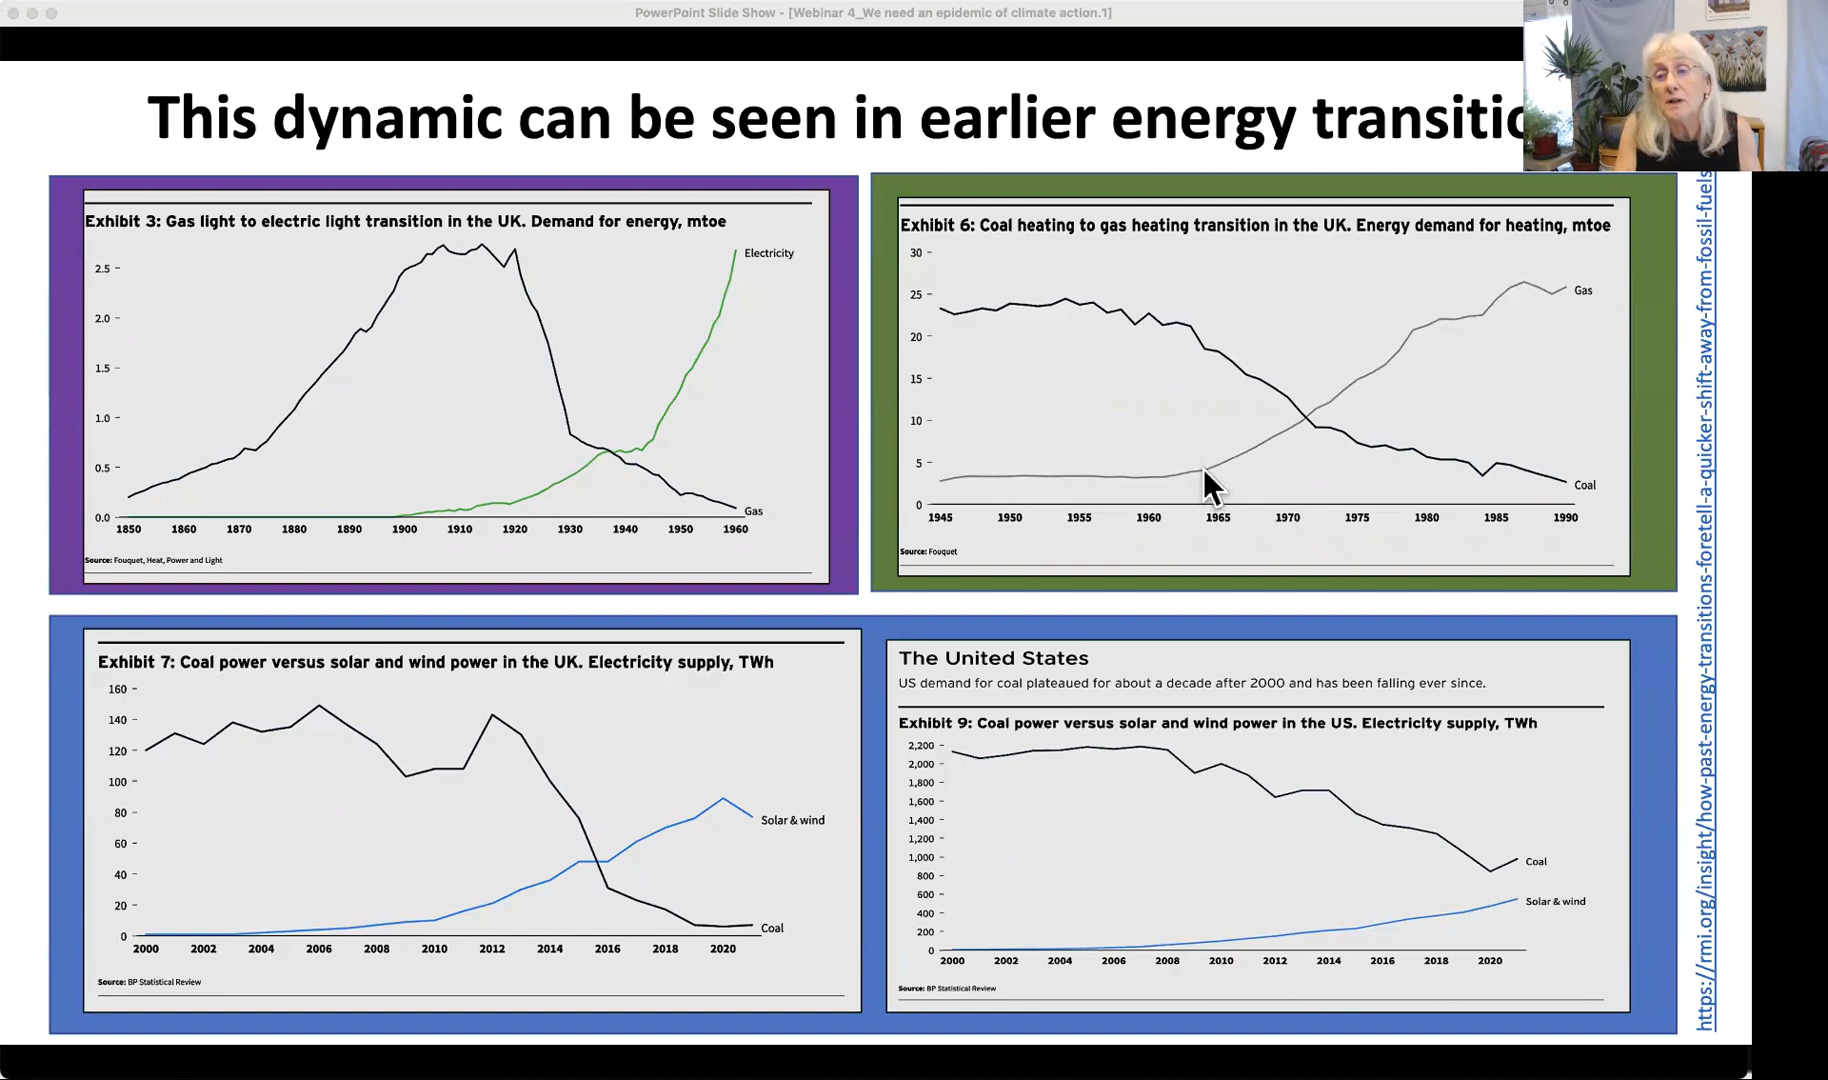 PowerPoint Slide Show - [Webinar 4_We need an epidemic of climate action.1]
This dynamic can be seen in earlier energy transitio
Exhibit 3: Gas light to electric light transition in the UK. Demand for energy, mtoe
Electricity
2.5
2.0
1.5
1.0
0.5
0.0
Gas
1850 1860 1870 1880 1890 1900 1910 1920 1930 1940 1950 1960
Source: Fouquet, Heat, Power and Light
Exhibit 6: Coal heating to gas heating transition in the UK. Energy demand for heating, mtoe
30
25
Gas
20
15
10
5
Coal
0
1945 1950 1955 1960 1965 1970 1975 1980 1985 1990
Source: Fouquet
Exhibit 7: Coal power versus solar and wind power in the UK. Electricity supply, TWh
160
140
120
100
80
Solar & wind
60
40
20
Coal
0
2000 2002 2004 2006 2008 2010 2012 2014 2016 2018 2020
Source: BP Statistical Review
The United States
US demand for coal plateaued for about a decade after 2000 and has been falling ever since.
Exhibit 9: Coal power versus solar and wind power in the US. Electricity supply, TWh
2,200
2,000
1,800
1,600
1,400
1,200
1,000
Coal
800
600
Solar & wind
400
200
0
2000 2002 2004 2006 2008 2010 2012 2014 2016 2018 2020
Source: BP Statistical Review
https://rmi.org/insight/how-past-energy-transitions-foretell-a-quicker-shift-away-from-fossil-fuels